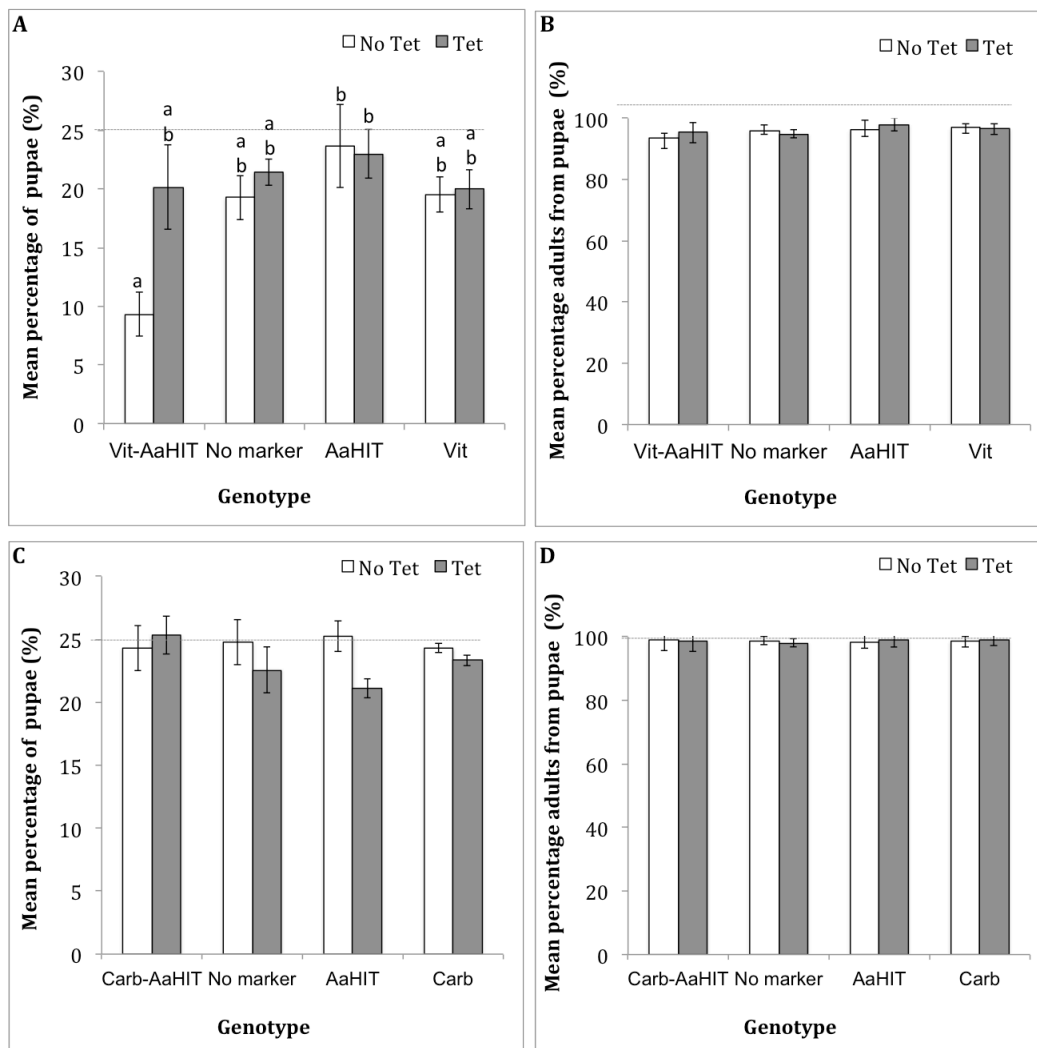 A
No Tet Tet
Mean percentage of pupae (%)
30
25
20
15
10
5
0
a
a
b
a
b
a
b
b
b
a
b
a
b
Vit-AaHIT No marker AaHIT Vit
Genotype
B
No Tet Tet
Mean percentage adults from pupae (%)
100
80
60
40
20
0
Vit-AaHIT No marker AaHIT Vit
Genotype
C
No Tet Tet
Mean percentage of pupae (%)
30
25
20
15
10
5
0
Carb-AaHIT No marker AaHIT Carb
Genotype
D
No Tet Tet
Mean percentage adults from pupae (%)
100
80
60
40
20
0
Carb-AaHIT No marker AaHIT Carb
Genotype